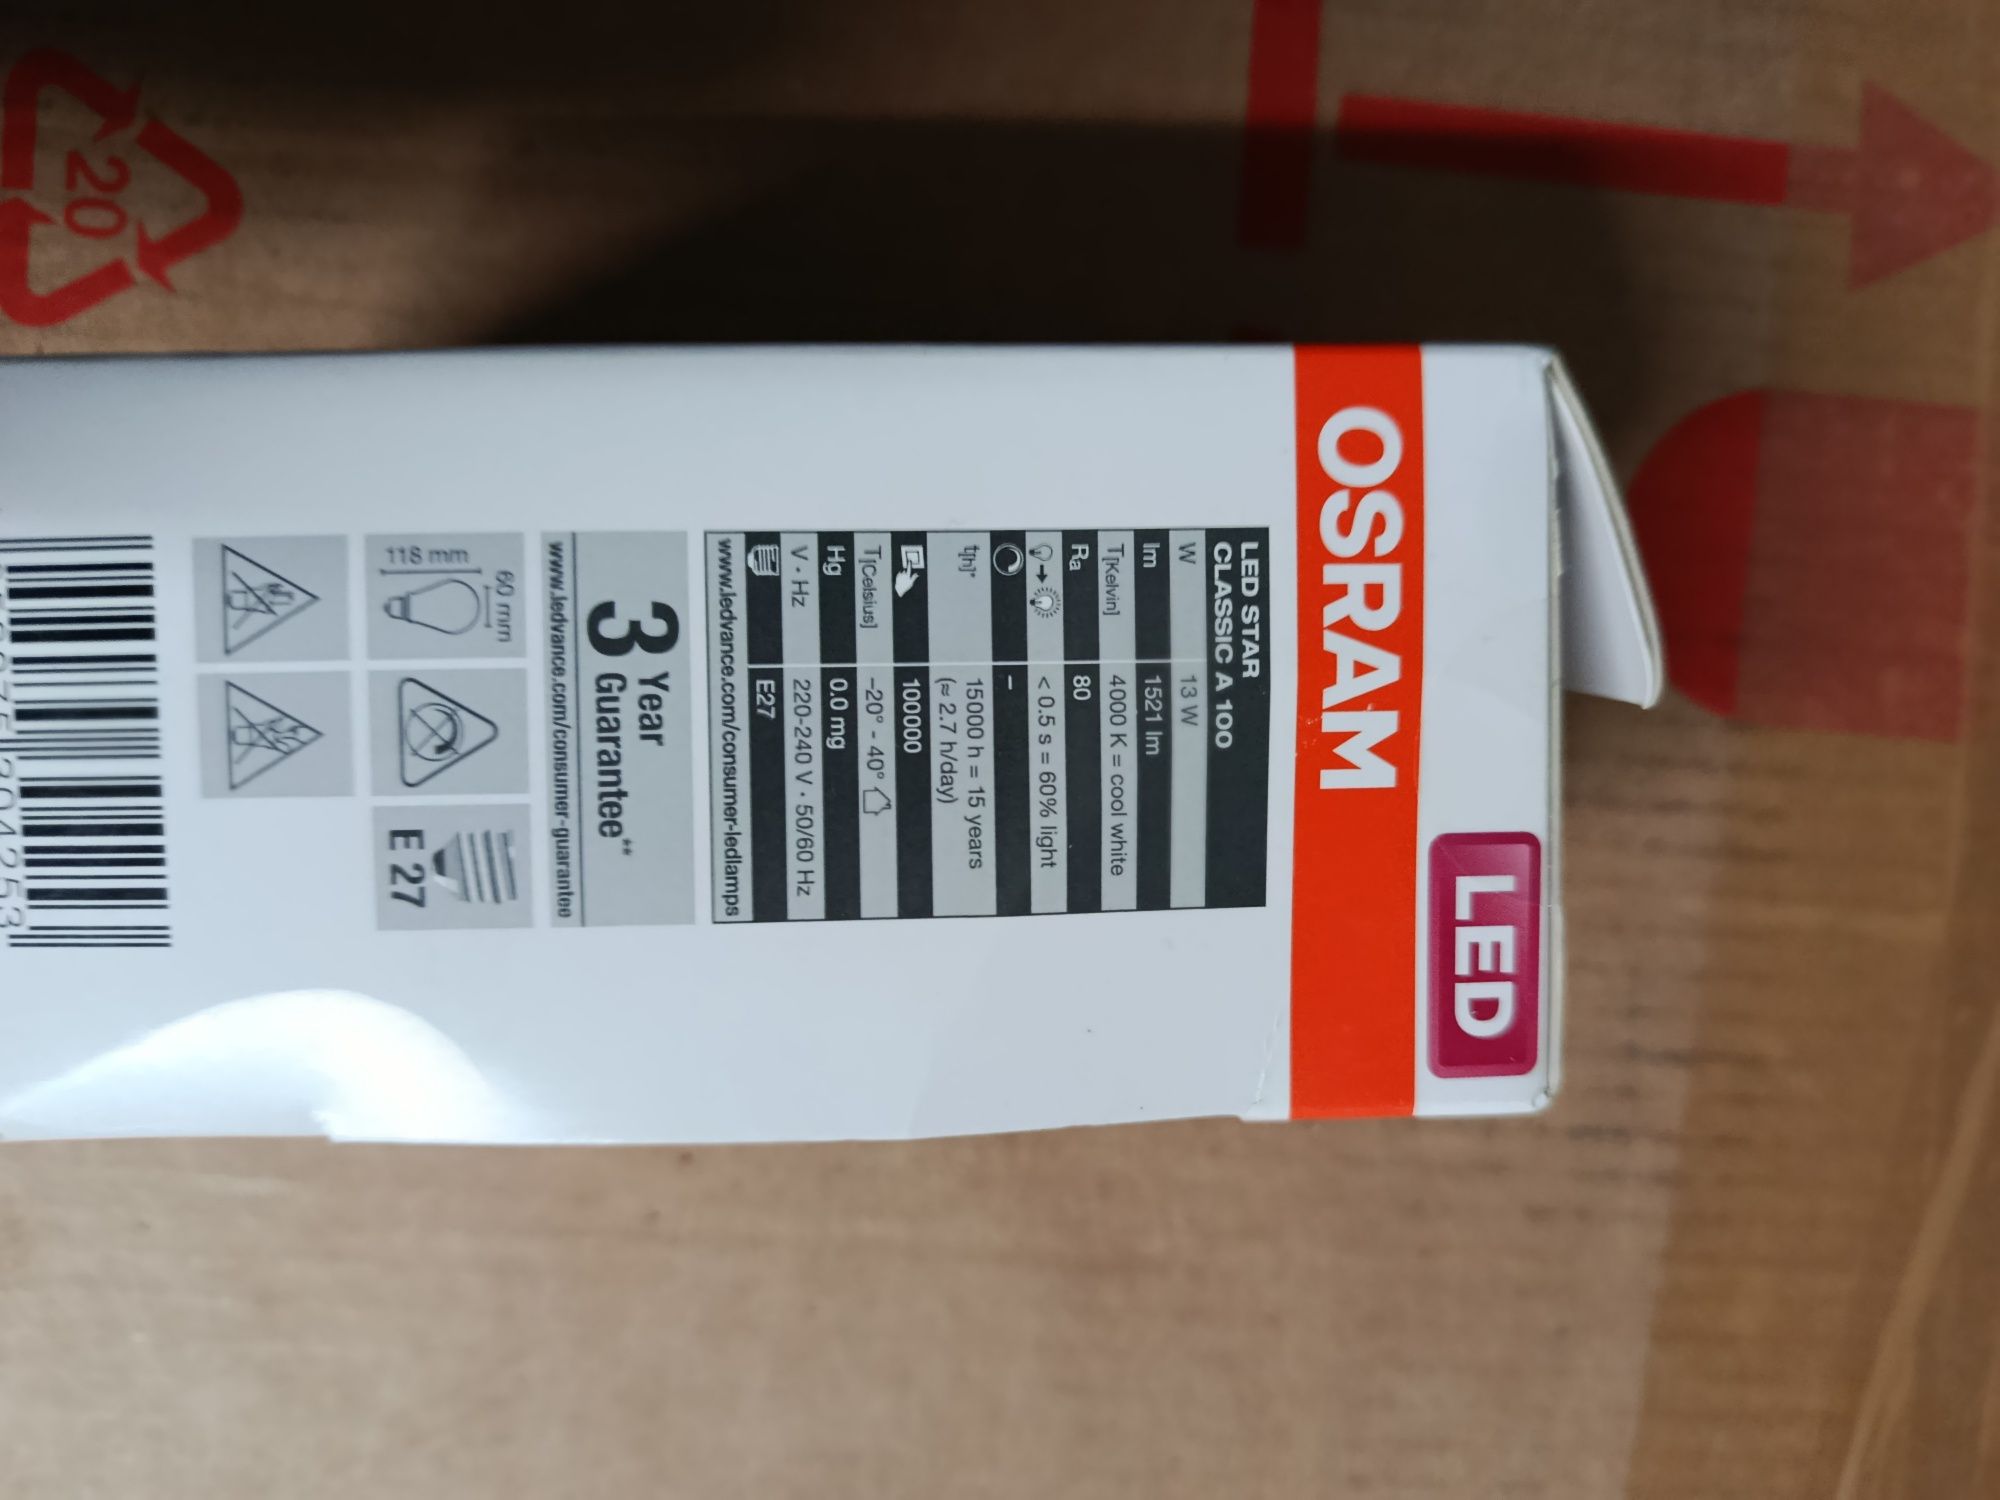 LED
OSRAM
LED STAR
CLASSIC A 100
W 13 W
lm 1521 lm
T[Kelvin] 4000 K = cool white
Ra 80
< 0.5 s = 60% light
–
t[h]* 15000 h = 15 years
(≈ 2.7 h/day)
100000
T[Celsius] -20° - 40°
Hg 0.0 mg
V · Hz 220-240 V · 50/60 Hz
E27
www.ledvance.com/consumer-ledlamps
3 Year
Guarantee**
www.ledvance.com/consumer-guarantee
60 mm
118 mm
E 27
20